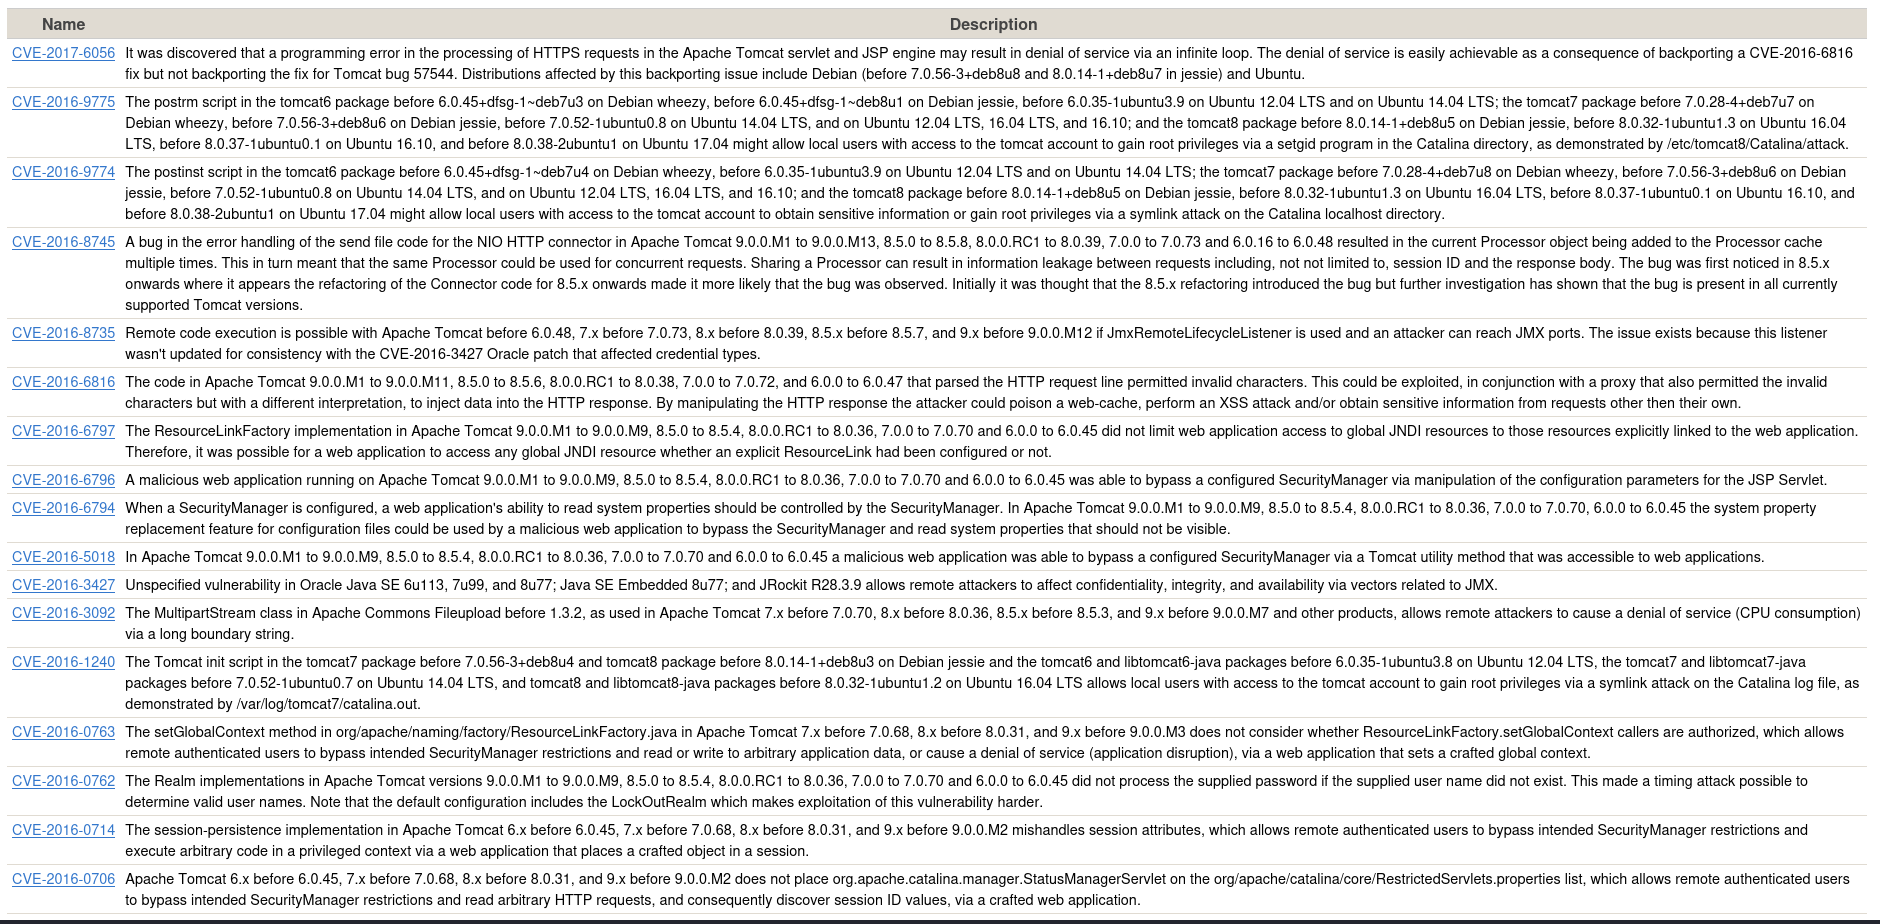 Name Description
CVE-2017-6056 It was discovered that a programming error in the processing of HTTPS requests in the Apache Tomcat servlet and JSP engine may result in denial of service via an infinite loop. The denial of service is easily achievable as a consequence of backporting a CVE-2016-6816
fix but not backporting the fix for Tomcat bug 57544. Distributions affected by this backporting issue include Debian (before 7.0.56-3+deb8u8 and 8.0.14-1+deb8u7 in jessie) and Ubuntu.
CVE-2016-9775 The postrm script in the tomcat6 package before 6.0.45+dfsg-1~deb7u3 on Debian wheezy, before 6.0.45+dfsg-1~deb8u1 on Debian jessie, before 6.0.35-1ubuntu3.9 on Ubuntu 12.04 LTS and on Ubuntu 14.04 LTS; the tomcat7 package before 7.0.28-4+deb7u7 on
Debian wheezy, before 7.0.56-3+deb8u6 on Debian jessie, before 7.0.52-1ubuntu0.8 on Ubuntu 14.04 LTS, and on Ubuntu 12.04 LTS, 16.04 LTS, and 16.10; and the tomcat8 package before 8.0.14-1+deb8u5 on Debian jessie, before 8.0.32-1ubuntu1.3 on Ubuntu 16.04
LTS, before 8.0.37-1ubuntu0.1 on Ubuntu 16.10, and before 8.0.38-2ubuntu1 on Ubuntu 17.04 might allow local users with access to the tomcat account to gain root privileges via a setgid program in the Catalina directory, as demonstrated by /etc/tomcat8/Catalina/attack.
CVE-2016-9774 The postinst script in the tomcat6 package before 6.0.45+dfsg-1~deb7u4 on Debian wheezy, before 6.0.35-1ubuntu3.9 on Ubuntu 12.04 LTS and on Ubuntu 14.04 LTS; the tomcat7 package before 7.0.28-4+deb7u8 on Debian wheezy, before 7.0.56-3+deb8u6 on Debian
jessie, before 7.0.52-1ubuntu0.8 on Ubuntu 14.04 LTS, and on Ubuntu 12.04 LTS, 16.04 LTS, and 16.10; and the tomcat8 package before 8.0.14-1+deb8u5 on Debian jessie, before 8.0.32-1ubuntu1.3 on Ubuntu 16.04 LTS, before 8.0.37-1ubuntu0.1 on Ubuntu 16.10, and
before 8.0.38-2ubuntu1 on Ubuntu 17.04 might allow local users with access to the tomcat account to obtain sensitive information or gain root privileges via a symlink attack on the Catalina localhost directory.
CVE-2016-8745 A bug in the error handling of the send file code for the NIO HTTP connector in Apache Tomcat 9.0.0.M1 to 9.0.0.M13, 8.5.0 to 8.5.8, 8.0.0.RC1 to 8.0.39, 7.0.0 to 7.0.73 and 6.0.16 to 6.0.48 resulted in the current Processor object being added to the Processor cache
multiple times. This in turn meant that the same Processor could be used for concurrent requests. Sharing a Processor can result in information leakage between requests including, not not limited to, session ID and the response body. The bug was first noticed in 8.5.x
onwards where it appears the refactoring of the Connector code for 8.5.x onwards made it more likely that the bug was observed. Initially it was thought that the 8.5.x refactoring introduced the bug but further investigation has shown that the bug is present in all currently
supported Tomcat versions.
CVE-2016-8735 Remote code execution is possible with Apache Tomcat before 6.0.48, 7.x before 7.0.73, 8.x before 8.0.39, 8.5.x before 8.5.7, and 9.x before 9.0.0.M12 if JmxRemoteLifecycleListener is used and an attacker can reach JMX ports. The issue exists because this listener
wasn't updated for consistency with the CVE-2016-3427 Oracle patch that affected credential types.
CVE-2016-6816 The code in Apache Tomcat 9.0.0.M1 to 9.0.0.M11, 8.5.0 to 8.5.6, 8.0.0.RC1 to 8.0.38, 7.0.0 to 7.0.72, and 6.0.0 to 6.0.47 that parsed the HTTP request line permitted invalid characters. This could be exploited, in conjunction with a proxy that also permitted the invalid
characters but with a different interpretation, to inject data into the HTTP response. By manipulating the HTTP response the attacker could poison a web-cache, perform an XSS attack and/or obtain sensitive information from requests other then their own.
CVE-2016-6797 The ResourceLinkFactory implementation in Apache Tomcat 9.0.0.M1 to 9.0.0.M9, 8.5.0 to 8.5.4, 8.0.0.RC1 to 8.0.36, 7.0.0 to 7.0.70 and 6.0.0 to 6.0.45 did not limit web application access to global JNDI resources to those resources explicitly linked to the web application.
Therefore, it was possible for a web application to access any global JNDI resource whether an explicit ResourceLink had been configured or not.
CVE-2016-6796 A malicious web application running on Apache Tomcat 9.0.0.M1 to 9.0.0.M9, 8.5.0 to 8.5.4, 8.0.0.RC1 to 8.0.36, 7.0.0 to 7.0.70 and 6.0.0 to 6.0.45 was able to bypass a configured SecurityManager via manipulation of the configuration parameters for the JSP Servlet.
CVE-2016-6794 When a SecurityManager is configured, a web application's ability to read system properties should be controlled by the SecurityManager. In Apache Tomcat 9.0.0.M1 to 9.0.0.M9, 8.5.0 to 8.5.4, 8.0.0.RC1 to 8.0.36, 7.0.0 to 7.0.70, 6.0.0 to 6.0.45 the system property
replacement feature for configuration files could be used by a malicious web application to bypass the SecurityManager and read system properties that should not be visible.
CVE-2016-5018 In Apache Tomcat 9.0.0.M1 to 9.0.0.M9, 8.5.0 to 8.5.4, 8.0.0.RC1 to 8.0.36, 7.0.0 to 7.0.70 and 6.0.0 to 6.0.45 a malicious web application was able to bypass a configured SecurityManager via a Tomcat utility method that was accessible to web applications.
CVE-2016-3427 Unspecified vulnerability in Oracle Java SE 6u113, 7u99, and 8u77; Java SE Embedded 8u77; and JRockit R28.3.9 allows remote attackers to affect confidentiality, integrity, and availability via vectors related to JMX.
CVE-2016-3092 The MultipartStream class in Apache Commons Fileupload before 1.3.2, as used in Apache Tomcat 7.x before 7.0.70, 8.x before 8.0.36, 8.5.x before 8.5.3, and 9.x before 9.0.0.M7 and other products, allows remote attackers to cause a denial of service (CPU consumption)
via a long boundary string.
CVE-2016-1240 The Tomcat init script in the tomcat7 package before 7.0.56-3+deb8u4 and tomcat8 package before 8.0.14-1+deb8u3 on Debian jessie and the tomcat6 and libtomcat6-java packages before 6.0.35-1ubuntu3.8 on Ubuntu 12.04 LTS, the tomcat7 and libtomcat7-java
packages before 7.0.52-1ubuntu0.7 on Ubuntu 14.04 LTS, and tomcat8 and libtomcat8-java packages before 8.0.32-1ubuntu1.2 on Ubuntu 16.04 LTS allows local users with access to the tomcat account to gain root privileges via a symlink attack on the Catalina log file, as
demonstrated by /var/log/tomcat7/catalina.out.
CVE-2016-0763 The setGlobalContext method in org/apache/naming/factory/ResourceLinkFactory.java in Apache Tomcat 7.x before 7.0.68, 8.x before 8.0.31, and 9.x before 9.0.0.M3 does not consider whether ResourceLinkFactory.setGlobalContext callers are authorized, which allows
remote authenticated users to bypass intended SecurityManager restrictions and read or write to arbitrary application data, or cause a denial of service (application disruption), via a web application that sets a crafted global context.
CVE-2016-0762 The Realm implementations in Apache Tomcat versions 9.0.0.M1 to 9.0.0.M9, 8.5.0 to 8.5.4, 8.0.0.RC1 to 8.0.36, 7.0.0 to 7.0.70 and 6.0.0 to 6.0.45 did not process the supplied password if the supplied user name did not exist. This made a timing attack possible to
determine valid user names. Note that the default configuration includes the LockOutRealm which makes exploitation of this vulnerability harder.
CVE-2016-0714 The session-persistence implementation in Apache Tomcat 6.x before 6.0.45, 7.x before 7.0.68, 8.x before 8.0.31, and 9.x before 9.0.0.M2 mishandles session attributes, which allows remote authenticated users to bypass intended SecurityManager restrictions and
execute arbitrary code in a privileged context via a web application that places a crafted object in a session.
CVE-2016-0706 Apache Tomcat 6.x before 6.0.45, 7.x before 7.0.68, 8.x before 8.0.31, and 9.x before 9.0.0.M2 does not place org.apache.catalina.manager.StatusManagerServlet on the org/apache/catalina/core/RestrictedServlets.properties list, which allows remote authenticated users
to bypass intended SecurityManager restrictions and read arbitrary HTTP requests, and consequently discover session ID values, via a crafted web application.